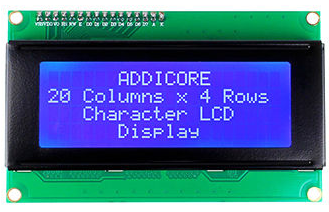 ADDICORE
20 Columns x 4 Rows
Character LCD
Display